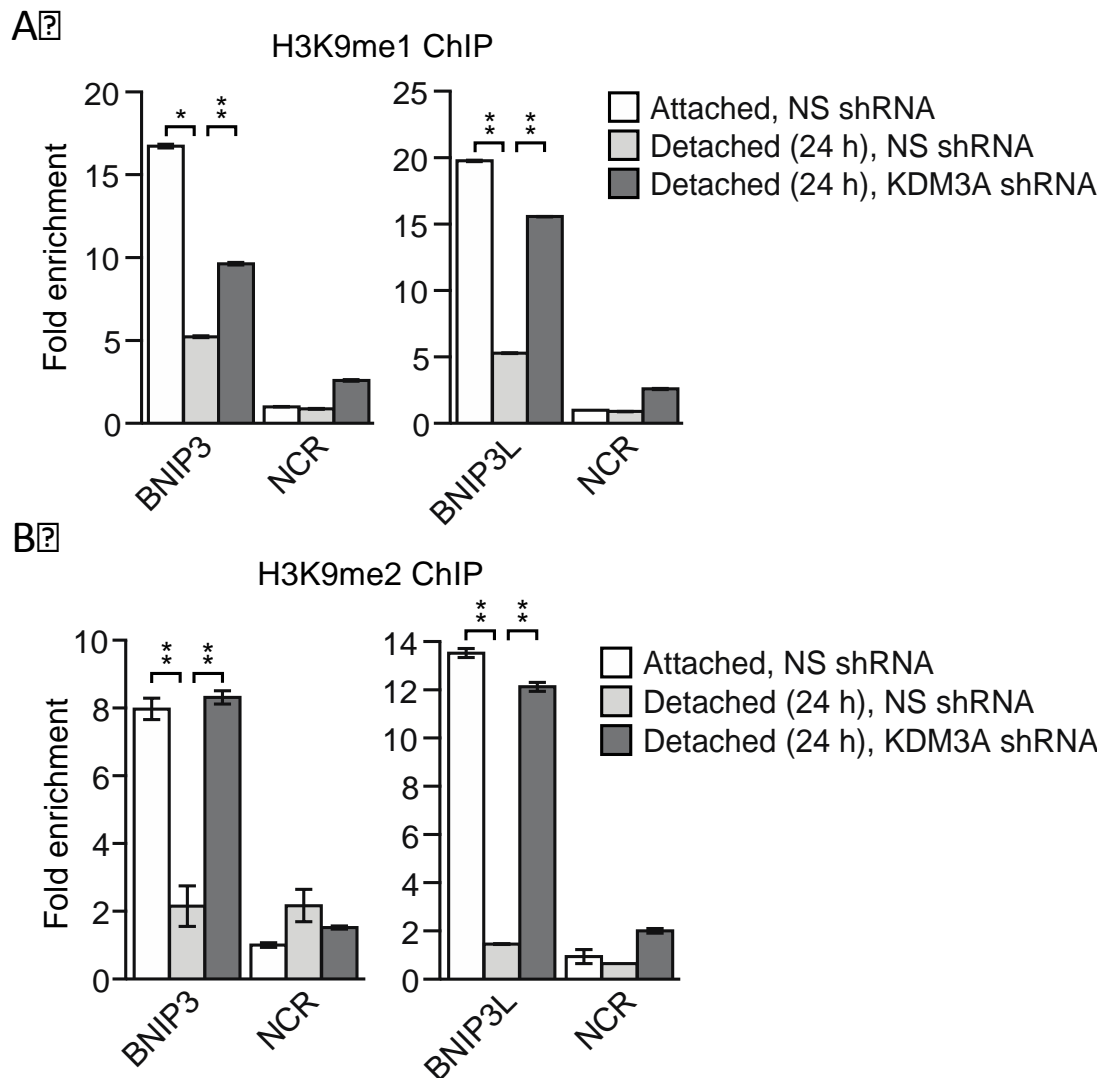 A
H3K9me1 ChIP
Fold enrichment
20
15
10
5
0
* ** 
BNIP3
NCR
25
20
15
10
5
0
** **
BNIP3L
NCR
Attached, NS shRNA
Detached (24 h), NS shRNA
Detached (24 h), KDM3A shRNA
B
H3K9me2 ChIP
Fold enrichment
10
8
6
4
2
0
** **
BNIP3
NCR
14
12
10
8
6
4
2
0
** **
BNIP3L
NCR
Attached, NS shRNA
Detached (24 h), NS shRNA
Detached (24 h), KDM3A shRNA